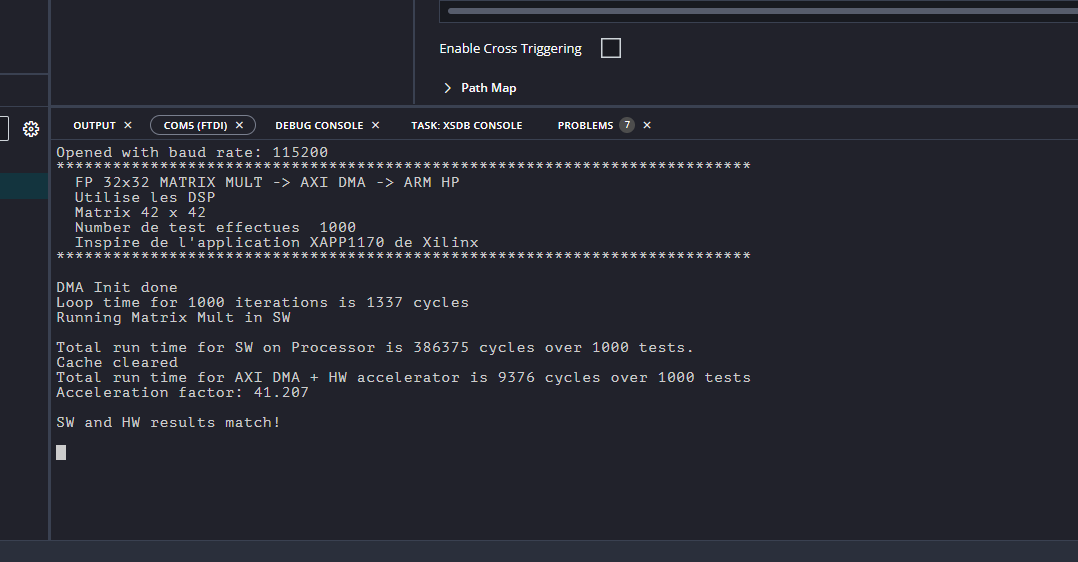 Enable Cross Triggering
Path Map
OUTPUT × COM5 (FTDI) × DEBUG CONSOLE × TASK: XSDB CONSOLE PROBLEMS 7 ×
Opened with baud rate: 115200
**************************************************************************
FP 32x32 MATRIX MULT -> AXI DMA -> ARM HP
Utilise les DSP
Matrix 42 x 42
Number de test effectues  1000
Inspire de l'application XAPP1170 de Xilinx
**************************************************************************
DMA Init done
Loop time for 1000 iterations is 1337 cycles
Running Matrix Mult in SW
Total run time for SW on Processor is 386375 cycles over 1000 tests.
Cache cleared
Total run time for AXI DMA + HW accelerator is 9376 cycles over 1000 tests
Acceleration factor: 41.207
SW and HW results match!